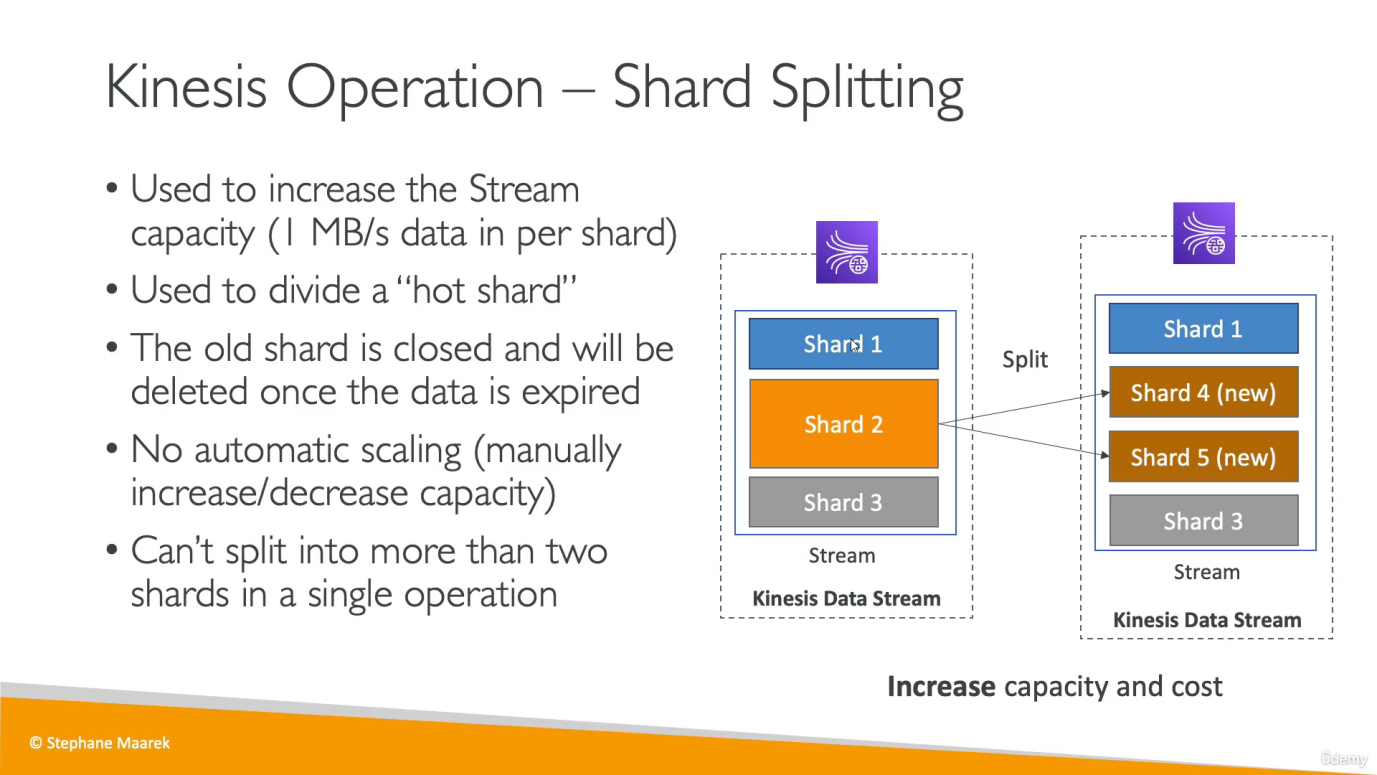 Kinesis Operation – Shard Splitting
• Used to increase the Stream
capacity (1 MB/s data in per shard)
• Used to divide a “hot shard”
• The old shard is closed and will be
deleted once the data is expired
• No automatic scaling (manually
increase/decrease capacity)
• Can’t split into more than two
shards in a single operation
Shard 1
Shard 2
Shard 3
Stream
Kinesis Data Stream
Split
Shard 1
Shard 4 (new)
Shard 5 (new)
Shard 3
Stream
Kinesis Data Stream
Increase capacity and cost
© Stephane Maarek
ûdemy